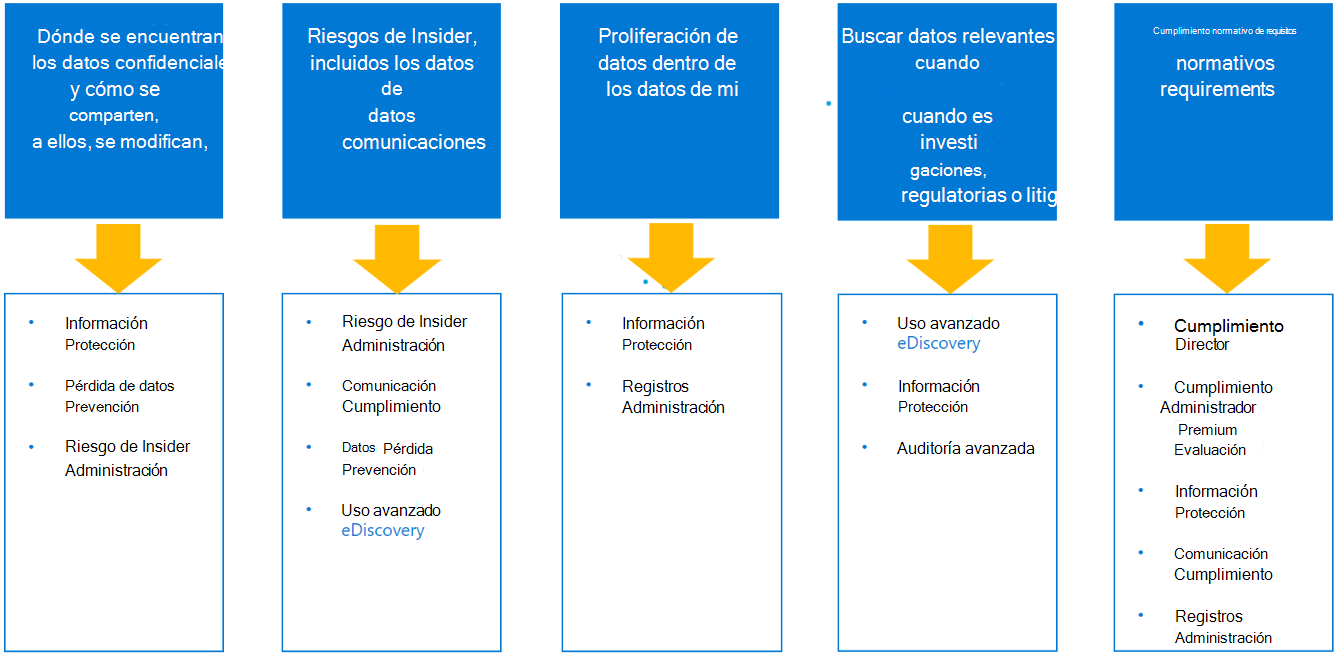 Dónde se encuentran
los datos confidenciale
y cómo se
comparten,
a ellos, se modifican,
Riesgos de Insider,
incluidos los datos
de
datos
comunicaciones
Proliferación de
datos dentro de
los datos de mi
Buscar datos relevantes
cuando
cuando es
investi
gaciones,
regulatorias o litig
Cumplimiento normativo de requisitos
normativos
requirements
• Información
Protección
• Pérdida de datos
Prevención
• Riesgo de Insider
Administración
• Riesgo de Insider
Administración
• Comunicación
Cumplimiento
• Datos Pérdida
Prevención
• Uso avanzado
eDiscovery
• Información
Protección
• Registros
Administración
• Uso avanzado
eDiscovery
• Información
Protección
• Auditoría avanzada
• Cumplimiento
Director
• Cumplimiento
Administrador
Premium
Evaluación
• Información
Protección
• Comunicación
Cumplimiento
• Registros
Administración